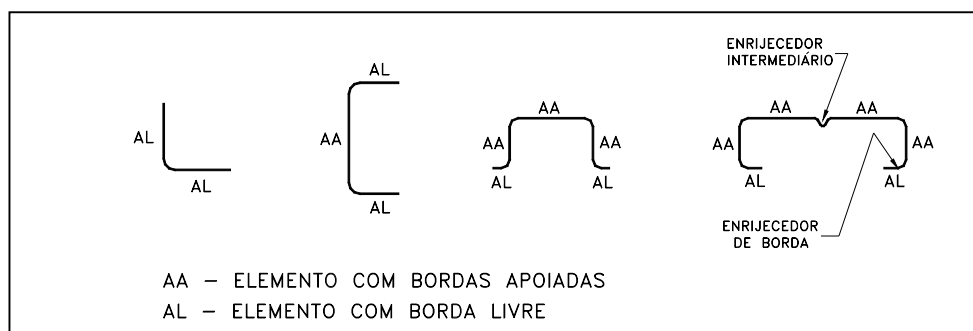 AL
AL
AL
AA
AL
AA
AA
AA
AL
AL
ENRIJECEDOR
INTERMEDIÁRIO
AA
AA
AA
AA
AL
AL
ENRIJECEDOR
DE BORDA
AA – ELEMENTO COM BORDAS APOIADAS
AL – ELEMENTO COM BORDA LIVRE